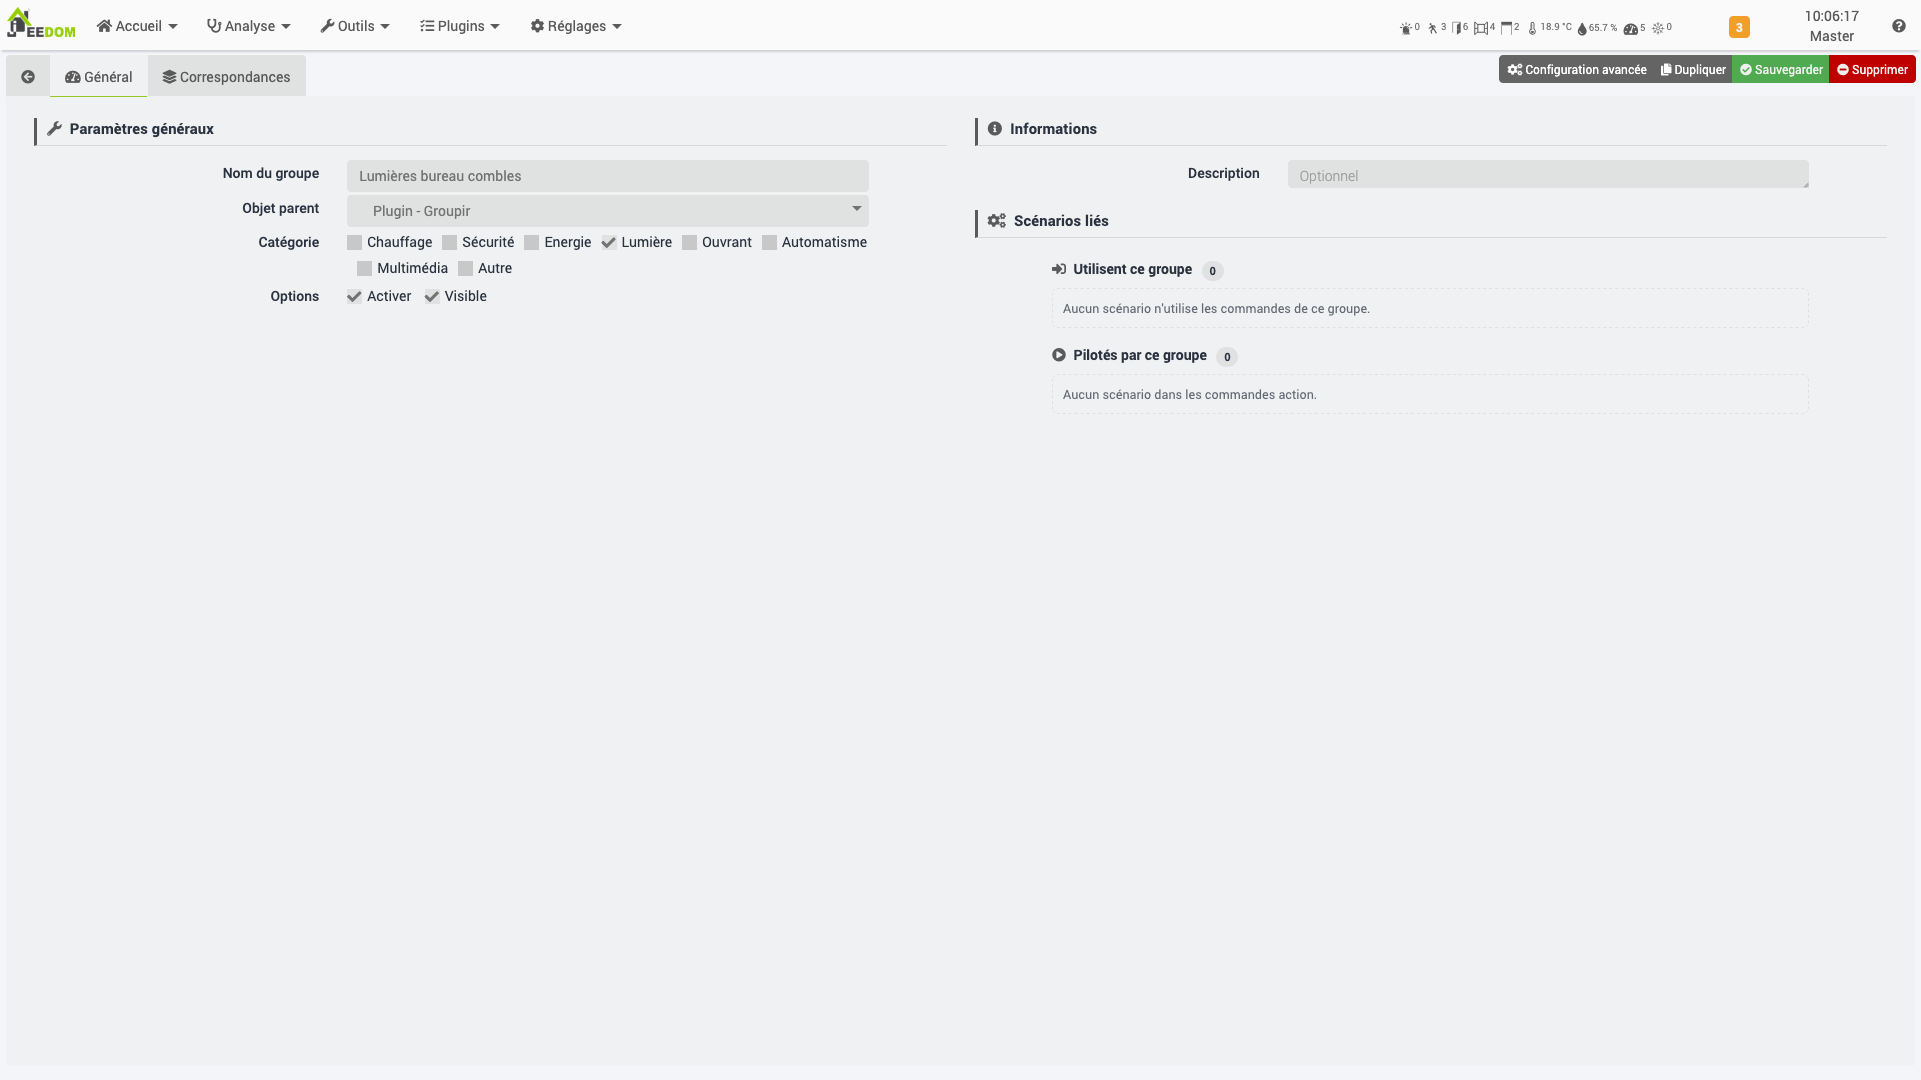 JEEDOM Accueil Analyse Outils Plugins Réglages 0 3 6 4 2 18.9 °C 65.7 % 5 0 3 10:06:17
Master
Général Correspondances Configuration avancée Dupliquer Sauvegarder Supprimer
Paramètres généraux
Nom du groupe Lumières bureau combles
Objet parent Plugin - Groupir
Catégorie Chauffage Sécurité Energie Lumière Ouvrant Automatisme
Multimédia Autre
Options Activer Visible
Informations
Description Optionnel
Scénarios liés
Utilisent ce groupe 0
Aucun scénario n'utilise les commandes de ce groupe.
Pilotés par ce groupe 0
Aucun scénario dans les commandes action.